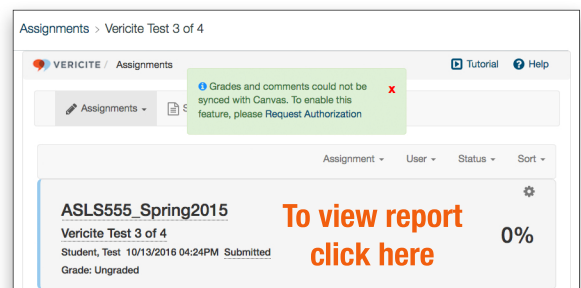 Assignments > Vericite Test 3 of 4
VERICITE / Assignments
Tutorial
Help
Grades and comments could not be
synced with Canvas. To enable this
feature, please Request Authorization
x
Assignments
S
Assignment
User
Status
Sort
ASLS555_Spring2015
Vericite Test 3 of 4
Student, Test 10/13/2016 04:24PM Submitted
Grade: Ungraded
To view report
click here
0%